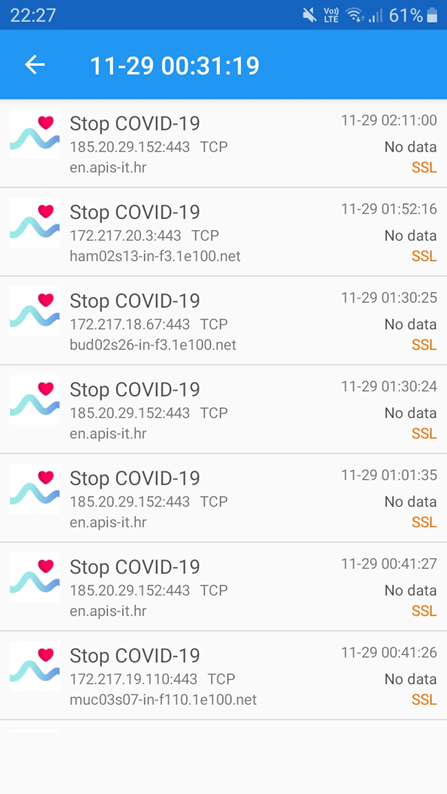 22:27 Vo)) LTE 61%
11-29 00:31:19
Stop COVID-19 11-29 02:11:00
185.20.29.152:443 TCP No data
en.apis-it.hr SSL
Stop COVID-19 11-29 01:52:16
172.217.20.3:443 TCP No data
ham02s13-in-f3.1e100.net SSL
Stop COVID-19 11-29 01:30:25
172.217.18.67:443 TCP No data
bud02s26-in-f3.1e100.net SSL
Stop COVID-19 11-29 01:30:24
185.20.29.152:443 TCP No data
en.apis-it.hr SSL
Stop COVID-19 11-29 01:01:35
185.20.29.152:443 TCP No data
en.apis-it.hr SSL
Stop COVID-19 11-29 00:41:27
185.20.29.152:443 TCP No data
en.apis-it.hr SSL
Stop COVID-19 11-29 00:41:26
172.217.19.110:443 TCP No data
muc03s07-in-f110.1e100.net SSL